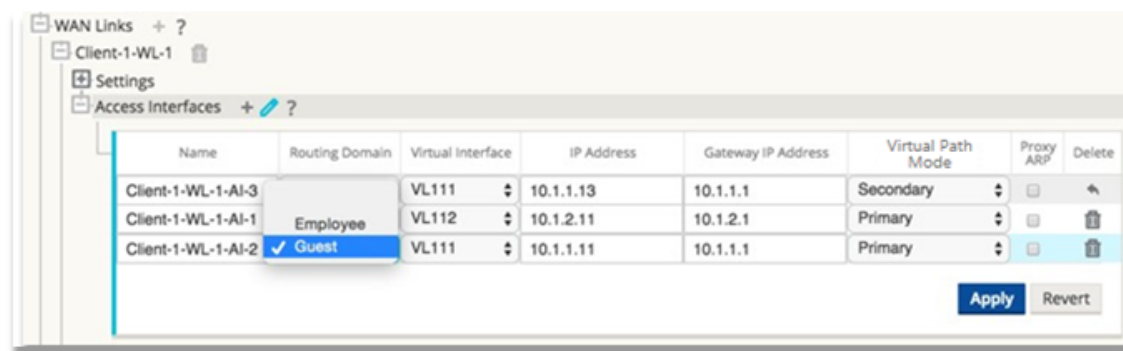 WAN Links + ?
Client-1-WL-1
Settings
Access Interfaces + ?
Name Routing Domain Virtual Interface IP Address Gateway IP Address Virtual Path Mode Proxy ARP Delete
Client-1-WL-1-AI-3 VL111 10.1.1.13 10.1.1.1 Secondary
Client-1-WL-1-AI-1 Employee VL112 10.1.2.11 10.1.2.1 Primary
Client-1-WL-1-AI-2 ✓ Guest VL111 10.1.1.11 10.1.1.1 Primary
Apply Revert